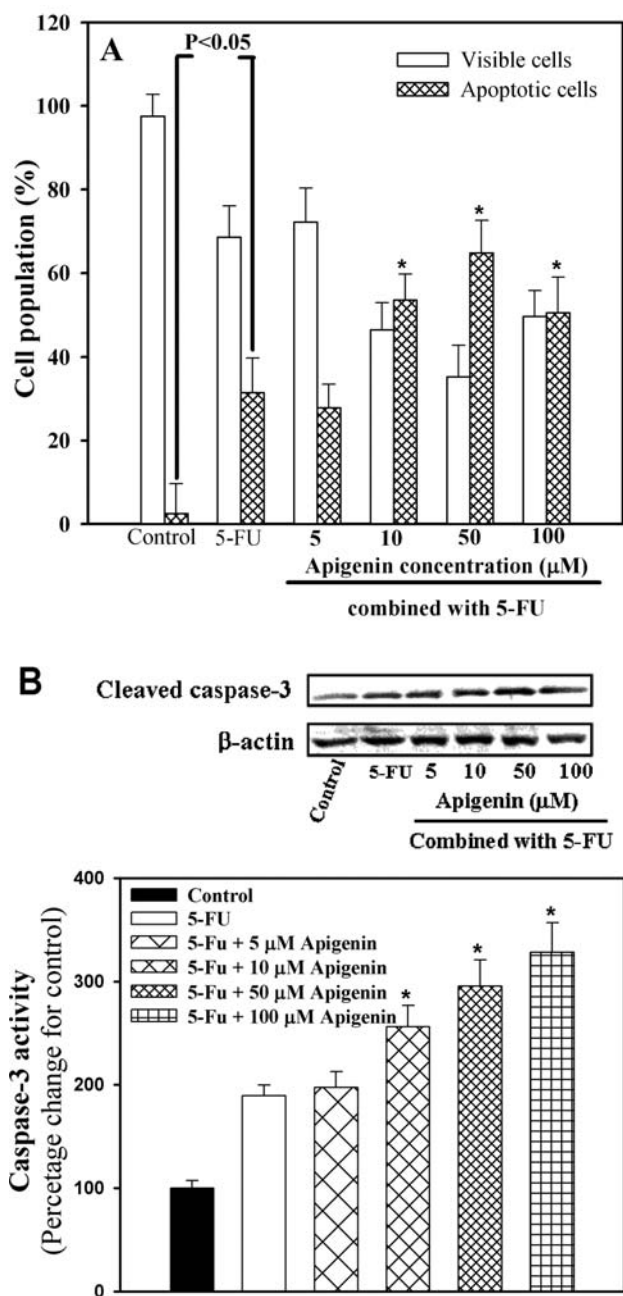 A
P<0.05
Visible cells
Apoptotic cells
Cell population (%)
120
100
80
60
40
20
0
*
*
*
Control
5-FU
5
10
50
100
Apigenin concentration (μM)
combined with 5-FU
B
Cleaved caspase-3
β-actin
Control
5-FU
5
10
50
100
Apigenin (μM)
Combined with 5-FU
Caspase-3 activity
(Percetage change for control)
400
300
200
100
0
Control
5-FU
5-Fu + 5 μM Apigenin
5-Fu + 10 μM Apigenin
5-Fu + 50 μM Apigenin
5-Fu + 100 μM Apigenin
*
*
*